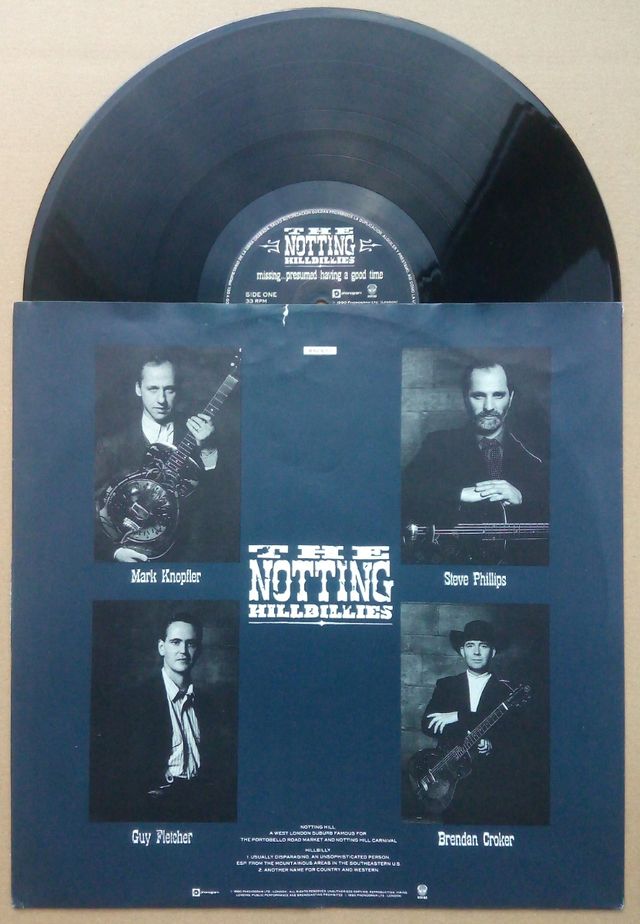 THE
NOTTING
HILLBILLIES
missing...presumed having a good time
SIDE ONE
33 RPM
phonogram
Mark Knopfler
Steve Phillips
THE
NOTTING
HILLBILLIES
Guy Fletcher
Brendan Croker
NOTTING HILL
A WEST LONDON SUBURB FAMOUS FOR
THE PORTOBELLO ROAD MARKET AND NOTTING HILL CARNIVAL
HILLBILLY
1. USUALLY DISPARAGING. AN UNSOPHISTICATED PERSON.
ESP. FROM THE MOUNTAINOUS AREAS IN THE SOUTHEASTERN U.S.
2. ANOTHER NAME FOR COUNTRY AND WESTERN.
phonogram